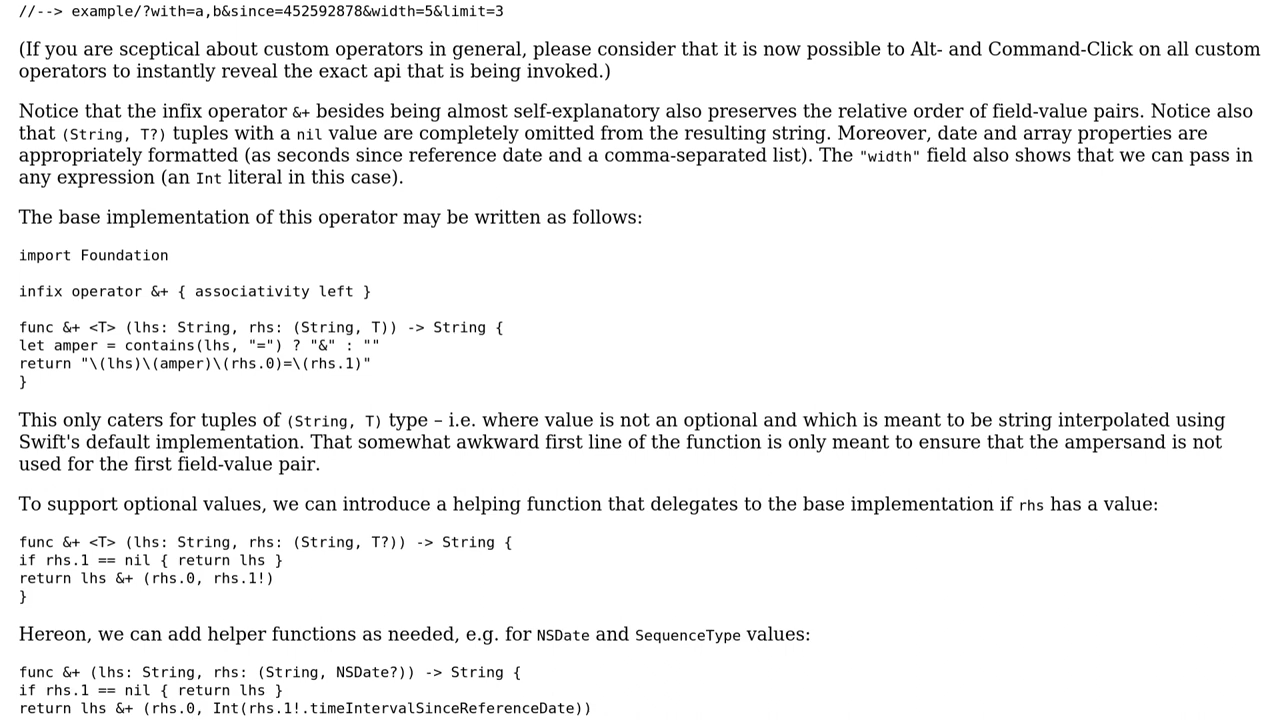 //--> example/?with=a,b&since=452592878&width=5&limit=3
(If you are sceptical about custom operators in general, please consider that it is now possible to Alt- and Command-Click on all custom
operators to instantly reveal the exact api that is being invoked.)
Notice that the infix operator &+ besides being almost self-explanatory also preserves the relative order of field-value pairs. Notice also
that (String, T?) tuples with a nil value are completely omitted from the resulting string. Moreover, date and array properties are
appropriately formatted (as seconds since reference date and a comma-separated list). The "width" field also shows that we can pass in
any expression (an Int literal in this case).
The base implementation of this operator may be written as follows:
import Foundation
infix operator &+ { associativity left }
func &+ <T> (lhs: String, rhs: (String, T)) -> String {
let amper = contains(lhs, "=") ? "&" : ""
return "\(lhs)\(amper)\(rhs.0)=\(rhs.1)"
}
This only caters for tuples of (String, T) type – i.e. where value is not an optional and which is meant to be string interpolated using
Swift's default implementation. That somewhat awkward first line of the function is only meant to ensure that the ampersand is not
used for the first field-value pair.
To support optional values, we can introduce a helping function that delegates to the base implementation if rhs has a value:
func &+ <T> (lhs: String, rhs: (String, T?)) -> String {
if rhs.1 == nil { return lhs }
return lhs &+ (rhs.0, rhs.1!)
}
Hereon, we can add helper functions as needed, e.g. for NSDate and SequenceType values:
func &+ (lhs: String, rhs: (String, NSDate?)) -> String {
if rhs.1 == nil { return lhs }
return lhs &+ (rhs.0, Int(rhs.1!.timeIntervalSinceReferenceDate))